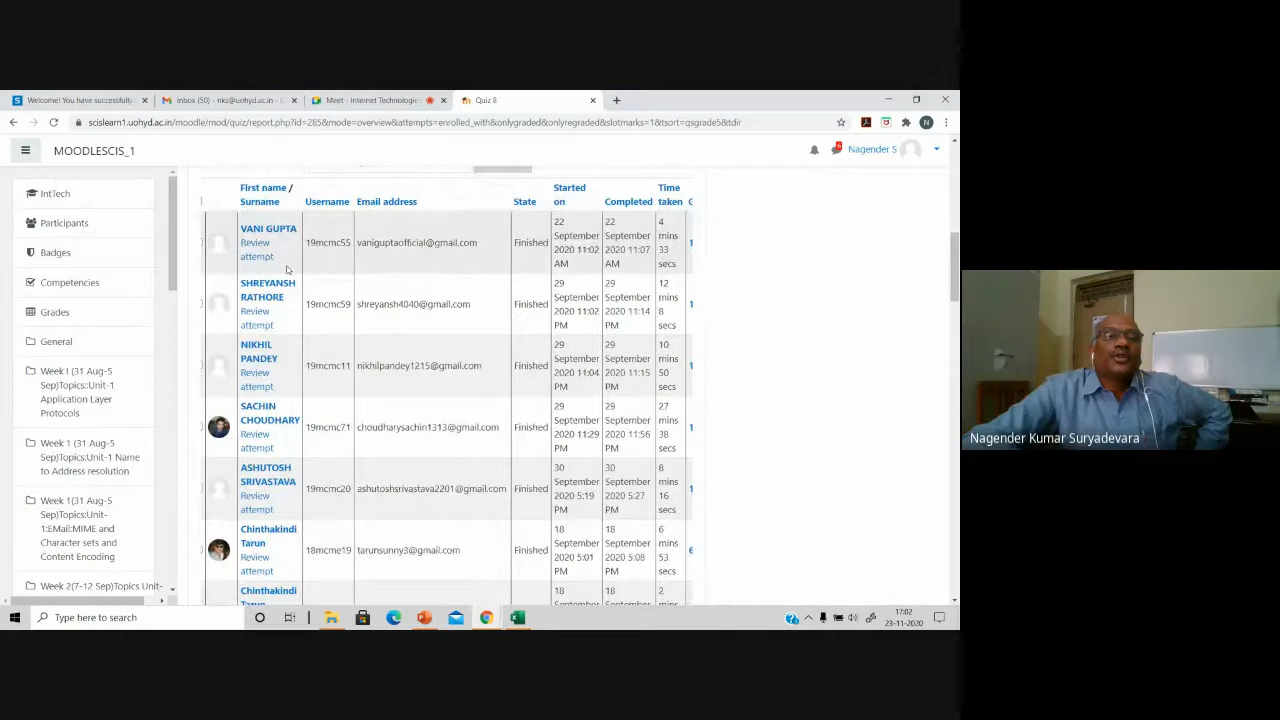 Welcome! You have successfully
Inbox (50) - nks@uohyd.ac.in - U
Meet - Internet Technologie
Quiz 8
scislearn1.uohyd.ac.in/moodle/mod/quiz/report.php?id=285&mode=overview&attempts=enrolled_with&onlygraded&onlyregraded&slotmarks=1&tsort=qsgrade5&tdir
MOODLESCIS_1
Nagender S
IntTech
Participants
Badges
Competencies
Grades
General
Week I (31 Aug-5
Sep)Topics::Unit-1
Application Layer
Protocols
Week 1 (31 Aug-5
Sep)Topics:Unit-1 Name
to Address resolution
Week 1(31 Aug-5
Sep)Topics:Unit-
1:EMail:MIME and
Character sets and
Content Encoding
Week 2(7-12 Sep)Topics Unit-
First name / Surname Username Email address State Started on Completed Time taken G
VANI GUPTA Review attempt 19mcmc55 vaniguptaofficial@gmail.com Finished 22 September 2020 11:02 AM 22 September 2020 11:07 AM 4 mins 33 secs 1
SHREYANSH RATHORE Review attempt 19mcmc59 shreyansh4040@gmail.com Finished 29 September 2020 11:02 PM 29 September 2020 11:14 PM 12 mins 8 secs 1
NIKHIL PANDEY Review attempt 19mcmc11 nikhilpandey1215@gmail.com Finished 29 September 2020 11:04 PM 29 September 2020 11:15 PM 10 mins 50 secs 1
SACHIN CHOUDHARY Review attempt 19mcmc71 choudharysachin1313@gmail.com Finished 29 September 2020 11:29 PM 29 September 2020 11:56 PM 27 mins 38 secs 1
ASHUTOSH SRIVASTAVA Review attempt 19mcmc20 ashutoshsrivastava2201@gmail.com Finished 30 September 2020 5:19 PM 30 September 2020 5:27 PM 8 mins 16 secs 1
Chinthakindi Tarun Review attempt 18mcme19 tarunsunny3@gmail.com Finished 18 September 2020 5:01 PM 18 September 2020 5:08 PM 6 mins 53 secs 6
Chinthakindi Tarun 18 September 18 September 2 mins
Type here to search
17:02
23-11-2020
Nagender Kumar Suryadevara